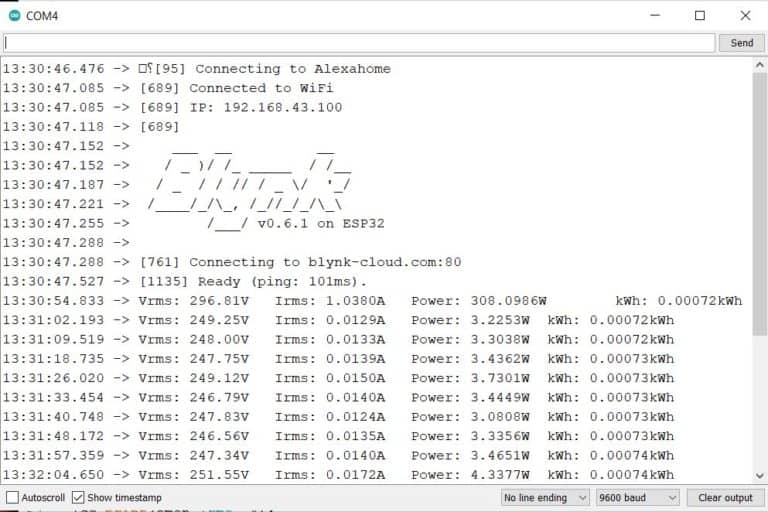 COM4
Send
13:30:46.476 -> □⸮[95] Connecting to Alexahome
13:30:47.085 -> [689] Connected to WiFi
13:30:47.085 -> [689] IP: 192.168.43.100
13:30:47.118 -> [689]
13:30:47.152 ->     ___  __          __
13:30:47.152 ->    / _ )/ /_ _____  / /__
13:30:47.187 ->   / _  / / // / _ \/  '_/
13:30:47.221 ->  /____/_/\_, /_//_/_/\_\
13:30:47.255 ->         /___/ v0.6.1 on ESP32
13:30:47.288 ->
13:30:47.288 -> [761] Connecting to blynk-cloud.com:80
13:30:47.527 -> [1135] Ready (ping: 101ms).
13:30:54.833 -> Vrms: 296.81V   Irms: 1.0380A   Power: 308.0986W        kWh: 0.00072kWh
13:31:02.193 -> Vrms: 249.25V   Irms: 0.0129A   Power: 3.2253W  kWh: 0.00072kWh
13:31:09.519 -> Vrms: 248.00V   Irms: 0.0133A   Power: 3.3038W  kWh: 0.00072kWh
13:31:18.735 -> Vrms: 247.75V   Irms: 0.0139A   Power: 3.4362W  kWh: 0.00073kWh
13:31:26.020 -> Vrms: 249.12V   Irms: 0.0150A   Power: 3.7301W  kWh: 0.00073kWh
13:31:33.454 -> Vrms: 246.79V   Irms: 0.0140A   Power: 3.4449W  kWh: 0.00073kWh
13:31:40.748 -> Vrms: 247.83V   Irms: 0.0124A   Power: 3.0808W  kWh: 0.00073kWh
13:31:48.172 -> Vrms: 246.56V   Irms: 0.0135A   Power: 3.3356W  kWh: 0.00073kWh
13:31:57.359 -> Vrms: 247.34V   Irms: 0.0140A   Power: 3.4651W  kWh: 0.00074kWh
13:32:04.650 -> Vrms: 251.55V   Irms: 0.0172A   Power: 4.3377W  kWh: 0.00074kWh
Autoscroll Show timestamp No line ending 9600 baud Clear output